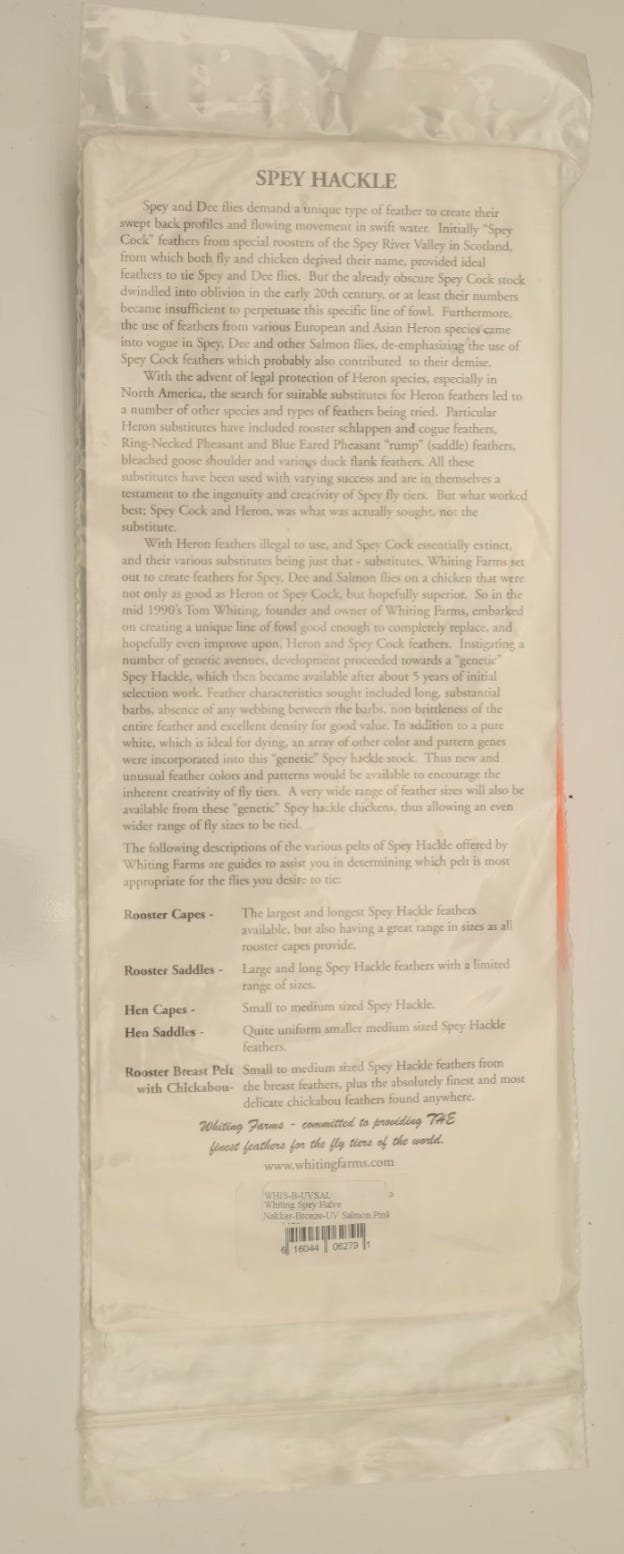 SPEY HACKLE
Spey and Dee flies demand a unique type of feather to create their
swept back profiles and flowing movement in swift water. Initially "Spey
Cock" feathers from special roosters of the Spey River Valley in Scotland,
from which both fly and chicken derived their name, provided ideal
feathers to tie Spey and Dee flies. But the already obscure Spey Cock stock
dwindled into oblivion in the early 20th century, or at least their numbers
became insufficient to perpetuate this specific line of fowl. Furthermore,
the use of feathers from various European and Asian Heron species came
into vogue in Spey, Dee and other Salmon flies, de-emphasizing the use of
Spey Cock feathers which probably also contributed to their demise.
With the advent of legal protection of Heron species, especially in
North America, the search for suitable substitutes for Heron feathers led to
a number of other species and types of feathers being tried. Particular
Heron substitutes have included rooster schlappen and cogue feathers,
Ring-Necked Pheasant and Blue Eared Pheasant "rump" (saddle) feathers,
bleached goose shoulder and various duck flank feathers. All these
substitutes have been used with varying success and are in themselves a
testament to the ingenuity and creativity of Spey fly tiers. But what worked
best; Spey Cock and Heron, was what was actually sought, not the
substitute.
With Heron feathers illegal to use, and Spey Cock essentially extinct,
and their various substitutes being just that - substitutes, Whiting Farms set
out to create feathers for Spey, Dee and Salmon flies on a chicken that were
not only as good as Heron or Spey Cock, but hopefully superior. So in the
mid 1990's Tom Whiting, founder and owner of Whiting Farms, embarked
on creating a unique line of fowl good enough to completely replace, and
hopefully even improve upon, Heron and Spey Cock feathers. Instigating a
number of genetic avenues, development proceeded towards a "genetic"
Spey Hackle, which then became available after about 5 years of initial
selection work. Feather characteristics sought included long, substantial
barbs, absence of any webbing between the barbs, non brittleness of the
entire feather and excellent density for good value. In addition to a pure
white, which is ideal for dying, an array of other color and pattern genes
were incorporated into this "genetic" Spey hackle stock. Thus new and
unusual feather colors and patterns would be available to encourage the
inherent creativity of fly tiers. A very wide range of feather sizes will also be
available from these "genetic" Spey hackle chickens, thus allowing an even
wider range of fly sizes to be tied.
The following descriptions of the various pelts of Spey Hackle offered by
Whiting Farms are guides to assist you in determining which pelt is most
appropriate for the flies you desire to tie:
Rooster Capes - The largest and longest Spey Hackle feathers
available, but also having a great range in sizes as all
rooster capes provide.
Rooster Saddles - Large and long Spey Hackle feathers with a limited
range of sizes.
Hen Capes - Small to medium sized Spey Hackle.
Hen Saddles - Quite uniform smaller medium sized Spey Hackle
feathers.
Rooster Breast Pelt Small to medium sized Spey Hackle feathers from
with Chickabou- the breast feathers, plus the absolutely finest and most
delicate chickabou feathers found anywhere.
Whiting Farms - committed to providing THE
finest feathers for the fly tiers of the world.
www.whitingfarms.com
WHIS-B-UVSAL
Whiting Spey Halve
Nakker-Bronze-UV Salmon Pink
6 16044 06279 1